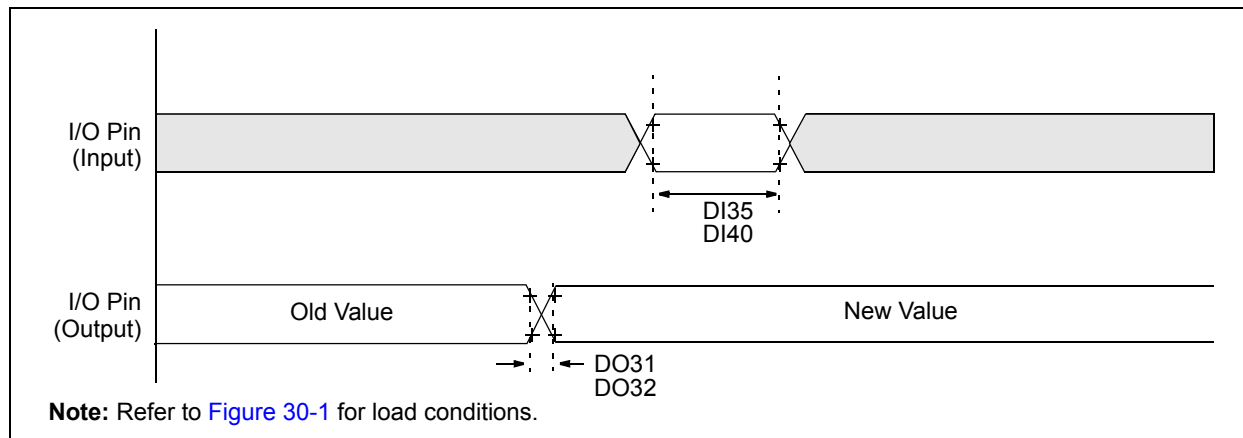 I/O Pin
(Input)
DI35
DI40
I/O Pin
(Output)
Old Value
New Value
DO31
DO32
Note: Refer to Figure 30-1 for load conditions.